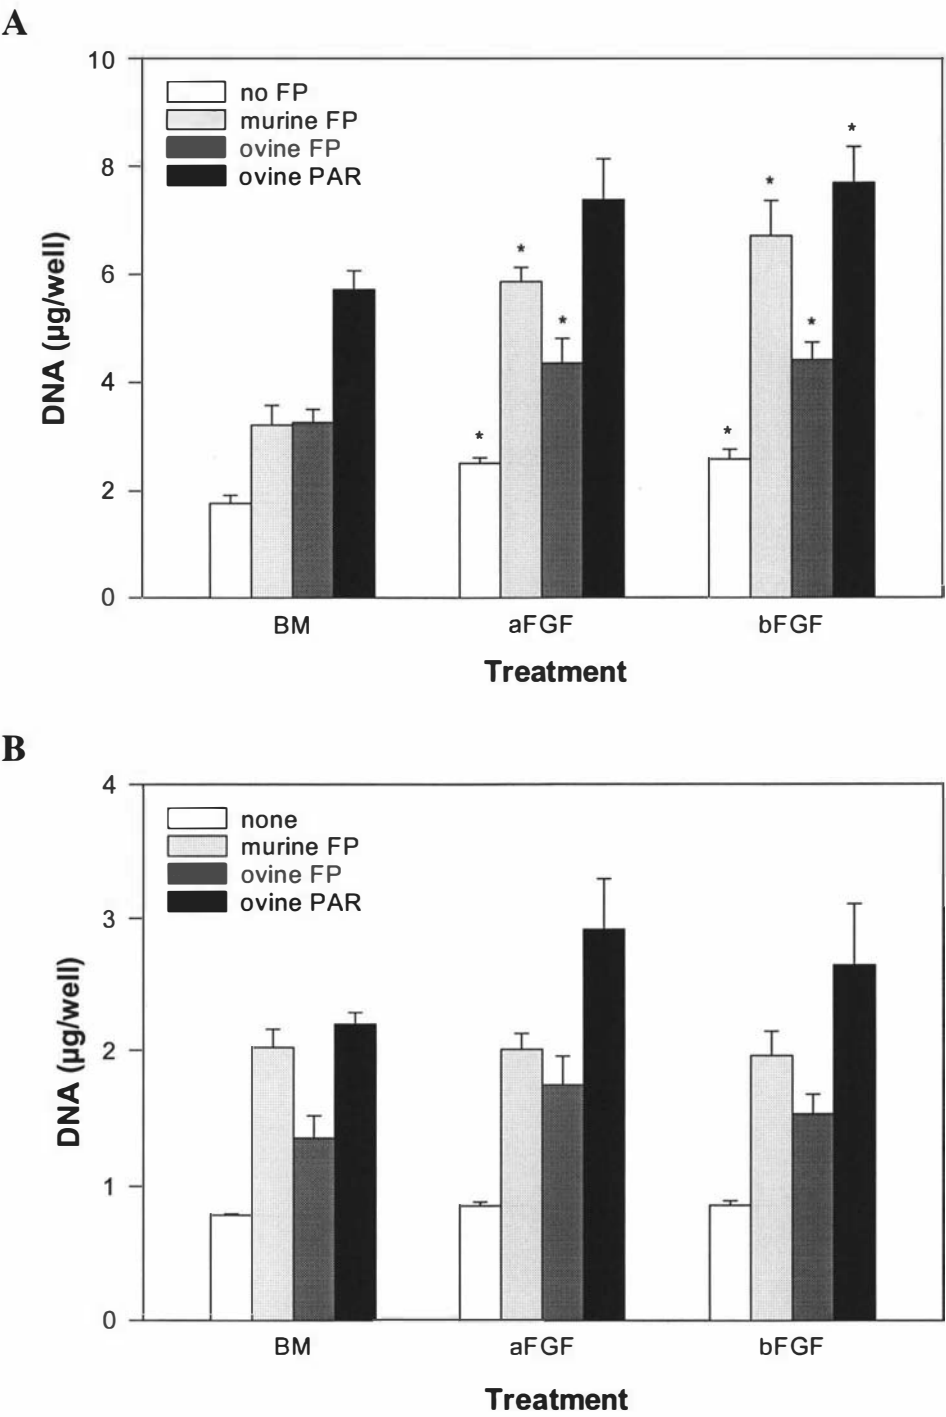 A
10
8
6
4
2
0
DNA (µg/well)
no FP
murine FP
ovine FP
ovine PAR
* * *
* * * *
BM aFGF bFGF
Treatment
B
4
3
2
1
0
DNA (µg/well)
none
murine FP
ovine FP
ovine PAR
BM aFGF bFGF
Treatment